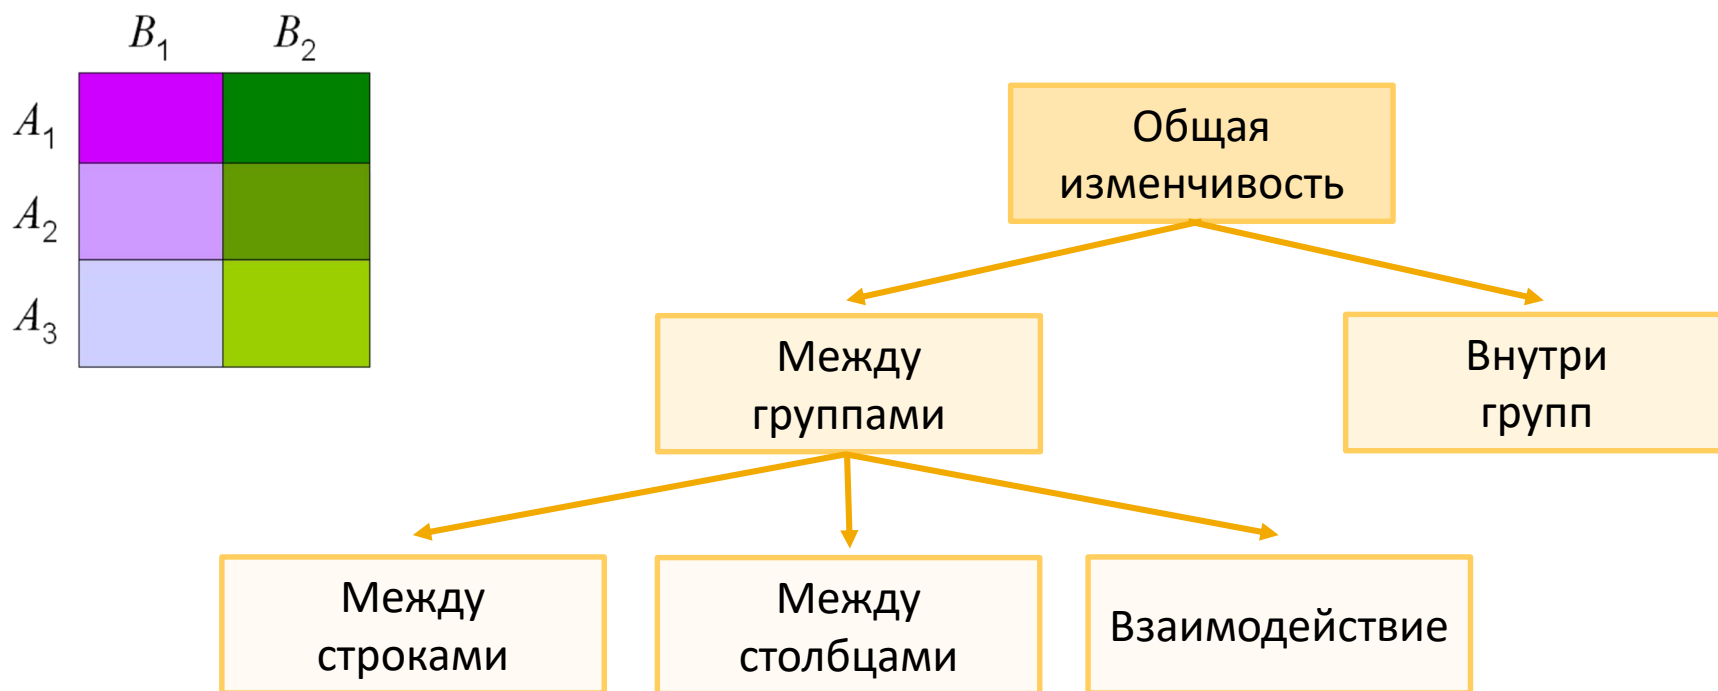 B1 B2
A1
A2
A3
Общая
изменчивость
Между
группами
Внутри
групп
Между
строками
Между
столбцами
Взаимодействие